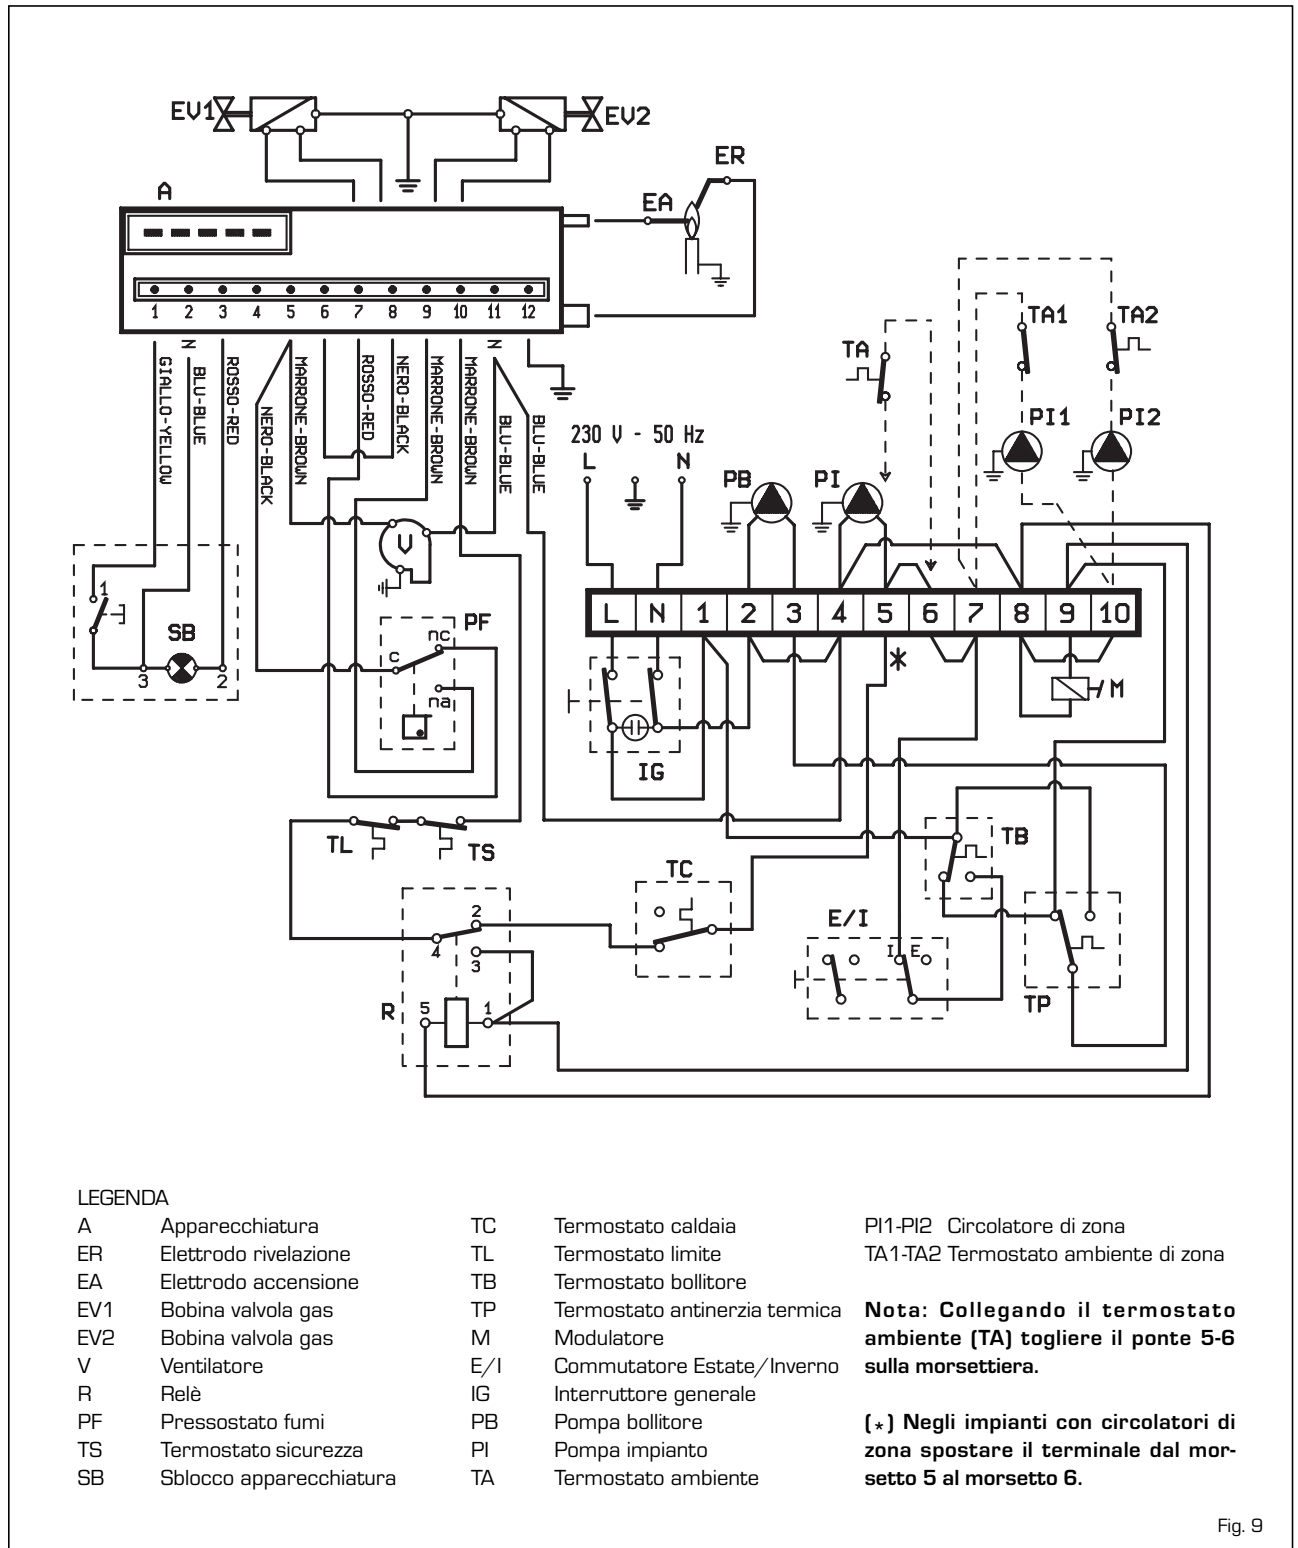 EV1
EV2
ER
A
EA
1 2 3 4 5 6 7 8 9 10 11 12
N
N
GIALLO-YELLOW
BLU-BLUE
ROSSO-RED
NERO-BLACK
MARRONE-BROWN
ROSSO-RED
NERO-BLACK
MARRONE-BROWN
MARRONE-BROWN
BLU-BLUE
BLU-BLUE
TA
TA1
TA2
230 V - 50 Hz
L
N
PB
PI
PI1
PI2
V
L N 1 2 3 4 5 6 7 8 9 10
*
1
SB
3
2
PF
nc
c
na
M
IG
TL
TS
TB
TC
2
4
3
R
5
1
E/I
I
E
TP
LEGENDA
A Apparecchiatura
ER Elettrodo rivelazione
EA Elettrodo accensione
EV1 Bobina valvola gas
EV2 Bobina valvola gas
V Ventilatore
R Relè
PF Pressostato fumi
TS Termostato sicurezza
SB Sblocco apparecchiatura
TC Termostato caldaia
TL Termostato limite
TB Termostato bollitore
TP Termostato antinerzia termica
M Modulatore
E/I Commutatore Estate/Inverno
IG Interruttore generale
PB Pompa bollitore
PI Pompa impianto
TA Termostato ambiente
PI1-PI2 Circolatore di zona
TA1-TA2 Termostato ambiente di zona
Nota: Collegando il termostato
ambiente (TA) togliere il ponte 5-6
sulla morsettiera.
(*) Negli impianti con circolatori di
zona spostare il terminale dal mor-
setto 5 al morsetto 6.
Fig. 9